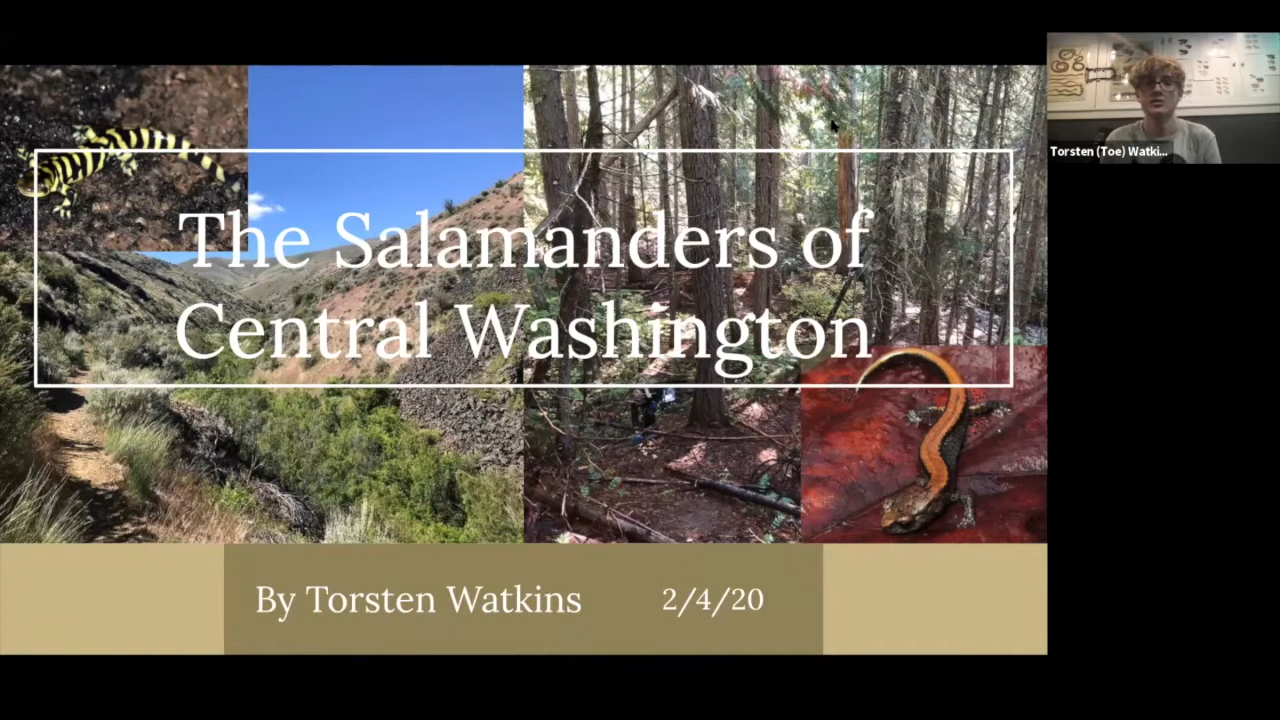 The Salamanders of
Central Washington
By Torsten Watkins
2/4/20
Torsten (Toe) Watki...